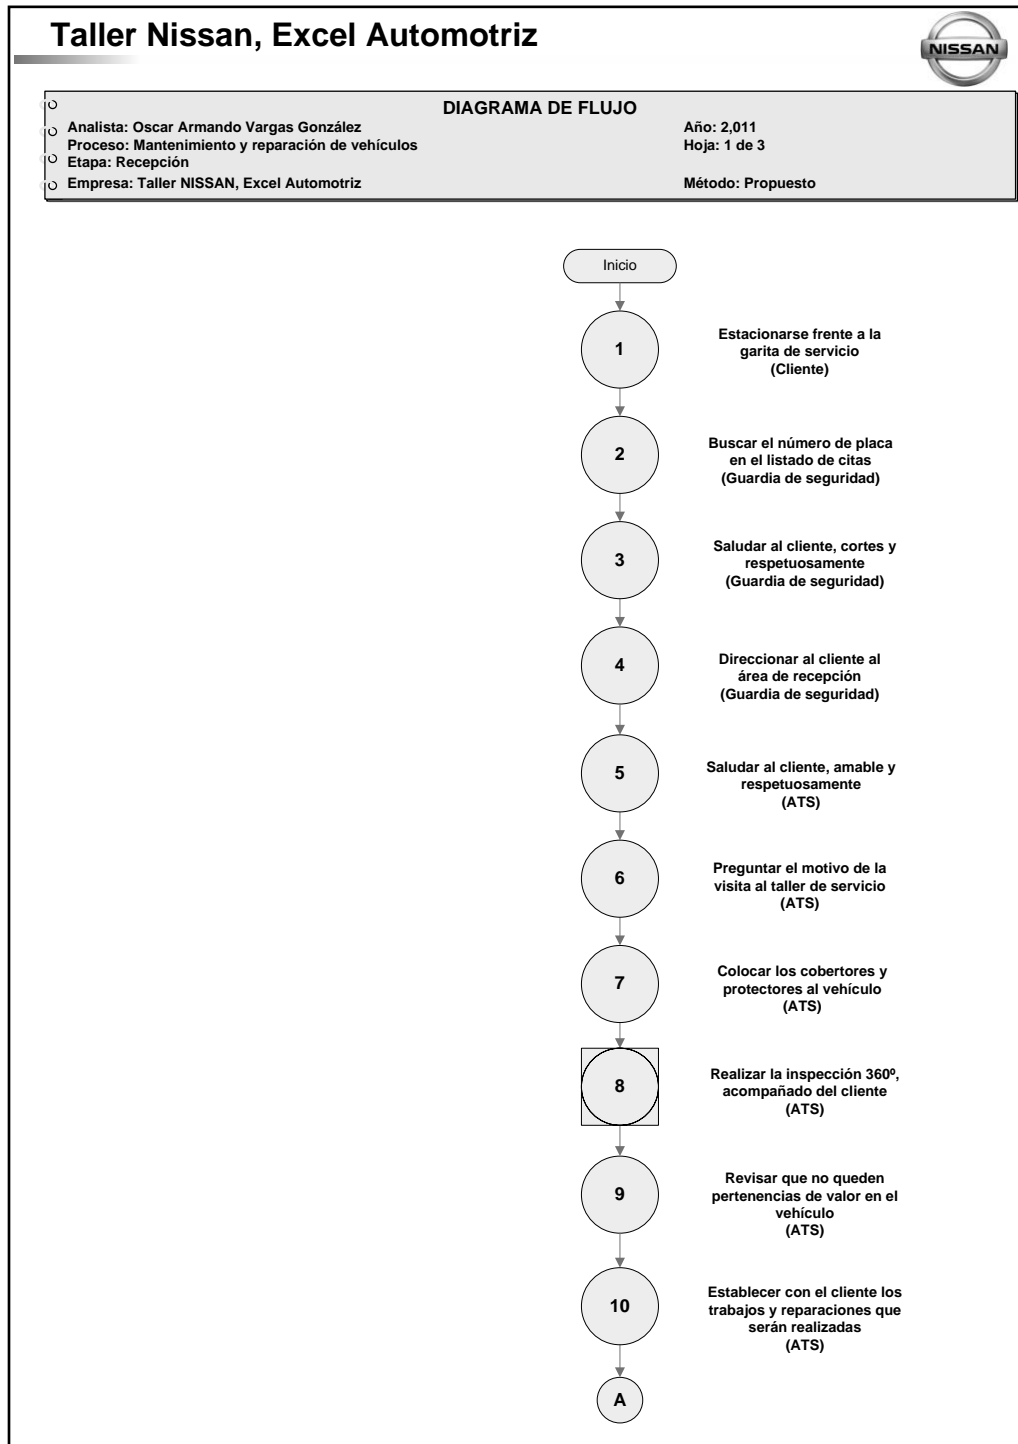 Taller Nissan, Excel Automotriz
NISSAN
DIAGRAMA DE FLUJO
Analista: Oscar Armando Vargas González
Año: 2,011
Proceso: Mantenimiento y reparación de vehículos
Hoja: 1 de 3
Etapa: Recepción
Empresa: Taller NISSAN, Excel Automotriz
Método: Propuesto
Inicio
1
Estacionarse frente a la
garita de servicio
(Cliente)
2
Buscar el número de placa
en el listado de citas
(Guardia de seguridad)
3
Saludar al cliente, cortes y
respetuosamente
(Guardia de seguridad)
4
Direccionar al cliente al
área de recepción
(Guardia de seguridad)
5
Saludar al cliente, amable y
respetuosamente
(ATS)
6
Preguntar el motivo de la
visita al taller de servicio
(ATS)
7
Colocar los cobertores y
protectores al vehículo
(ATS)
8
Realizar la inspección 360º,
acompañado del cliente
(ATS)
9
Revisar que no queden
pertenencias de valor en el
vehículo
(ATS)
10
Establecer con el cliente los
trabajos y reparaciones que
serán realizadas
(ATS)
A